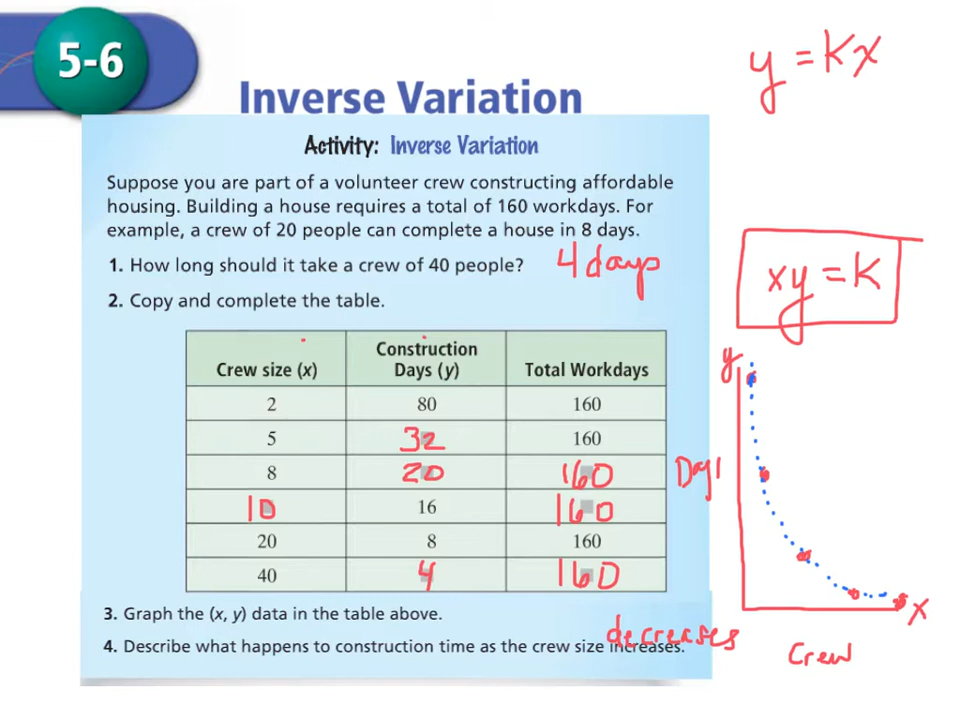 5-6
y = kx
Inverse Variation
Activity: Inverse Variation
Suppose you are part of a volunteer crew constructing affordable
housing. Building a house requires a total of 160 workdays. For
example, a crew of 20 people can complete a house in 8 days.
1. How long should it take a crew of 40 people? 4 days
xy = k
2. Copy and complete the table.
Crew size (x) Construction Days (y) Total Workdays
2 80 160
5 32 160
8 20 160
10 16 160
20 8 160
40 4 160
y
Days
x
Crew
3. Graph the (x, y) data in the table above.
decreases
4. Describe what happens to construction time as the crew size increases.